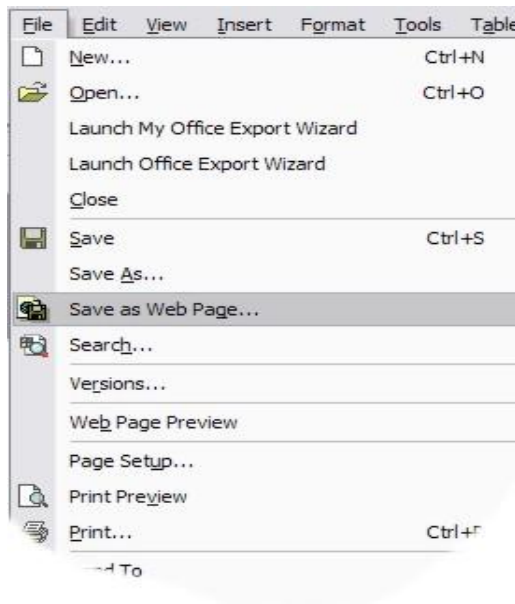 File Edit View Insert Format Tools Table
New... Ctrl+N
Open... Ctrl+O
Launch My Office Export Wizard
Launch Office Export Wizard
Close
Save Ctrl+S
Save As...
Save as Web Page...
Search...
Versions...
Web Page Preview
Page Setup...
Print Preview
Print...
To